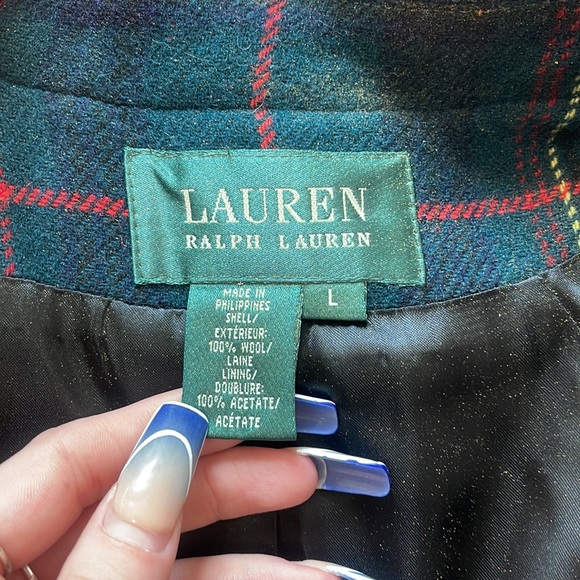 LAUREN
RALPH LAUREN
L
MADE IN
PHILIPPINES
SHELL/
EXTÉRIEUR:
100% WOOL/
LAINE
LINING/
DOUBLURE:
100% ACETATE/
ACÉTATE